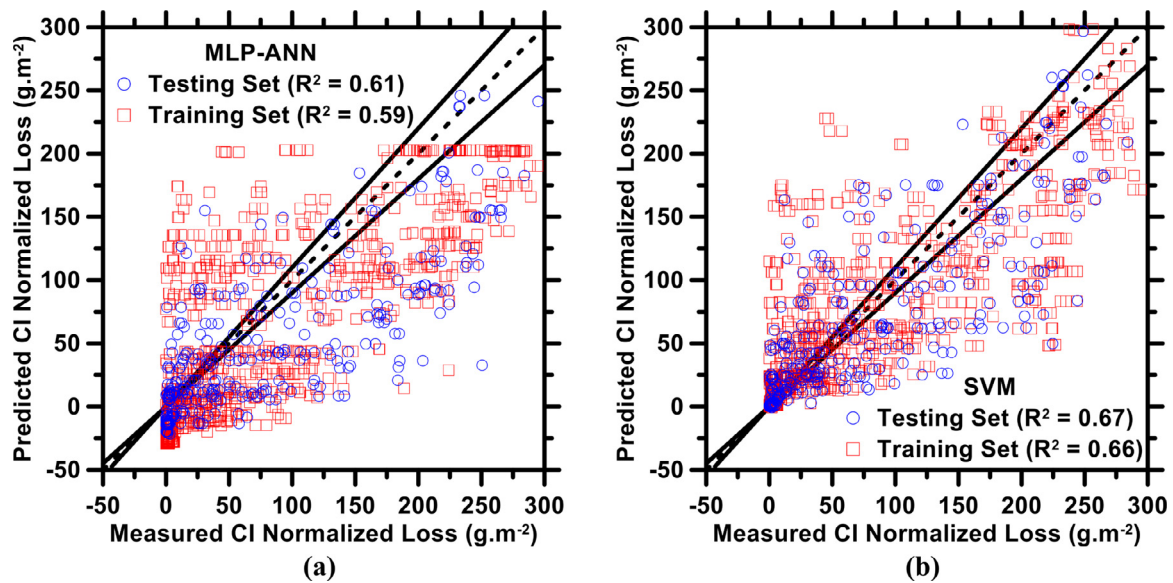 Predicted Cl Normalized Loss (g.m-2)
300
250
200
150
100
50
0
-50
MLP-ANN
Testing Set (R² = 0.61)
Training Set (R² = 0.59)
-50 0 50 100 150 200 250 300
Measured Cl Normalized Loss (g.m-2)
(a)
Predicted Cl Normalized Loss (g.m-2)
300
250
200
150
100
50
0
-50
SVM
Testing Set (R² = 0.67)
Training Set (R² = 0.66)
-50 0 50 100 150 200 250 300
Measured Cl Normalized Loss (g.m-2)
(b)